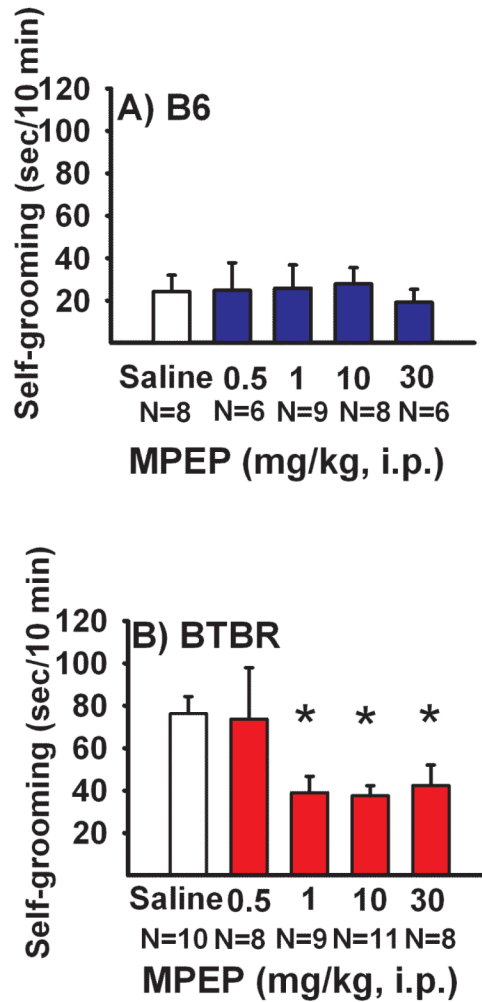 A) B6
Self-grooming (sec/10 min)
120
100
80
60
40
20
Saline 0.5 1 10 30
N=8 N=6 N=9 N=8 N=6
MPEP (mg/kg, i.p.)
B) BTBR
Self-grooming (sec/10 min)
120
100
80
60
40
20
* * *
Saline 0.5 1 10 30
N=10 N=8 N=9 N=11 N=8
MPEP (mg/kg, i.p.)